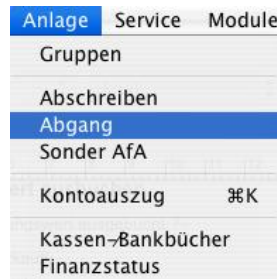 Anlage Service Module
Gruppen
Abschreiben
Abgang
Sonder AfA
Kontoauszug ⌘K
Kassen-/Bankbücher
Finanzstatus